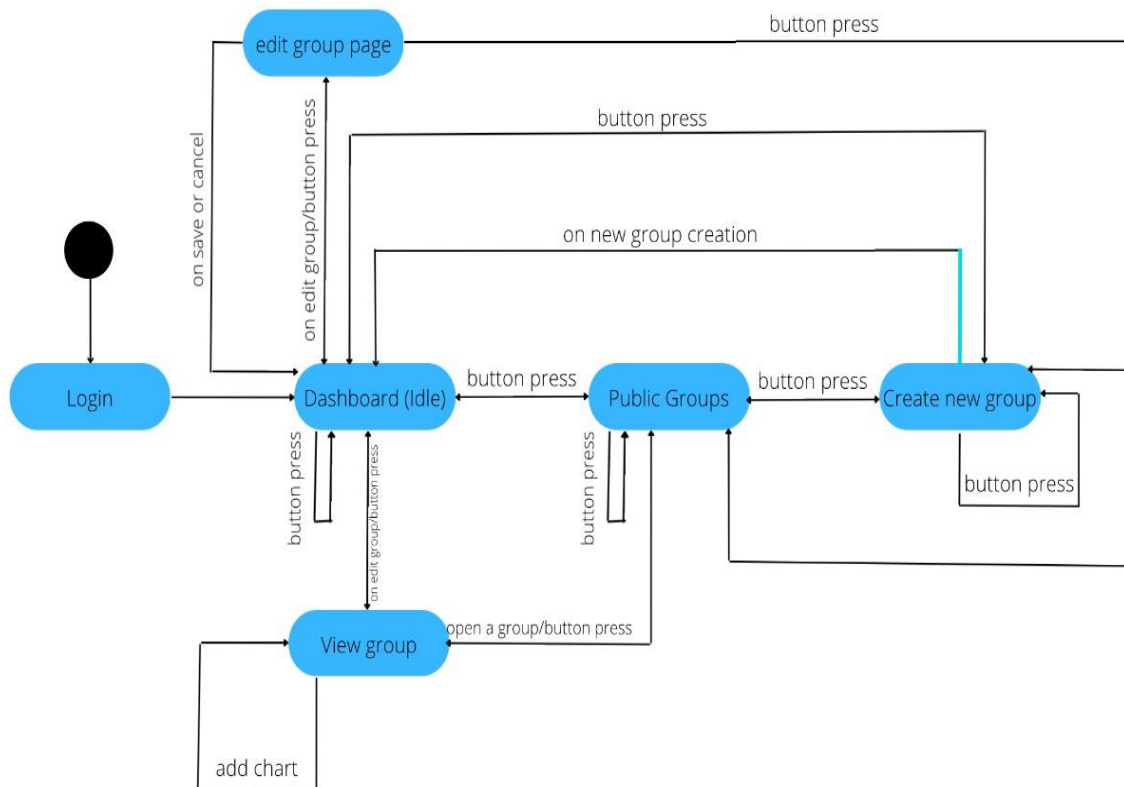 button press
edit group page
button press
on save or cancel
on edit group/button press
on new group creation
Login
Dashboard (Idle)
button press
Public Groups
button press
Create new group
button press
on edit group/button press
button press
button press
View group
open a group/button press
add chart